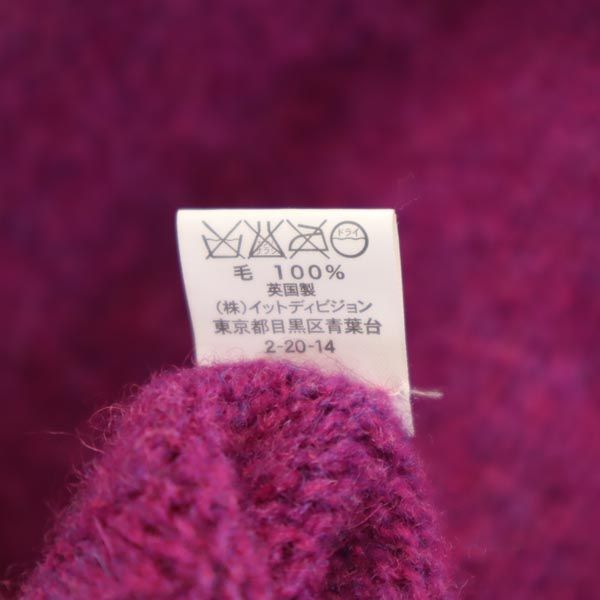 ドライ
毛 100%
英国製
(株)イットディビジョン
東京都目黒区青葉台
2-20-14